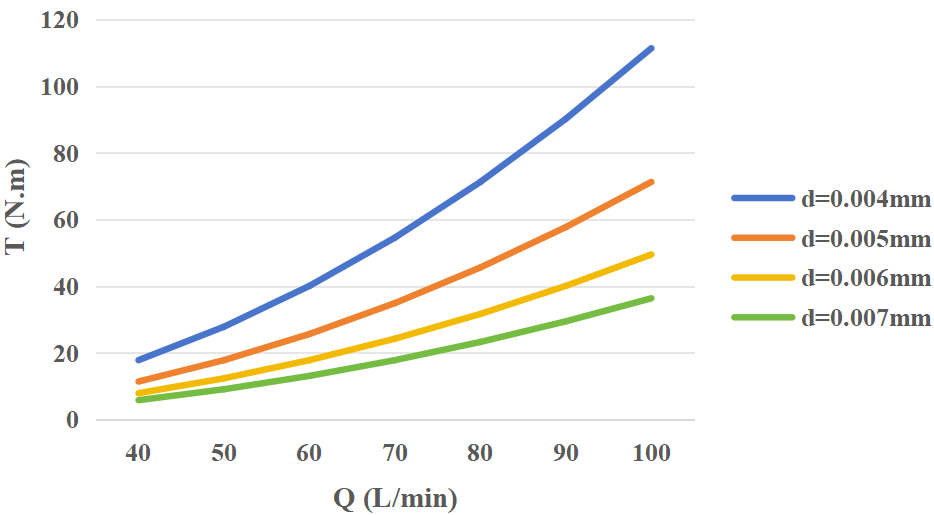 120
100
80
60
40
20
0
T (N.m)
40 50 60 70 80 90 100
Q (L/min)
d=0.004mm
d=0.005mm
d=0.006mm
d=0.007mm